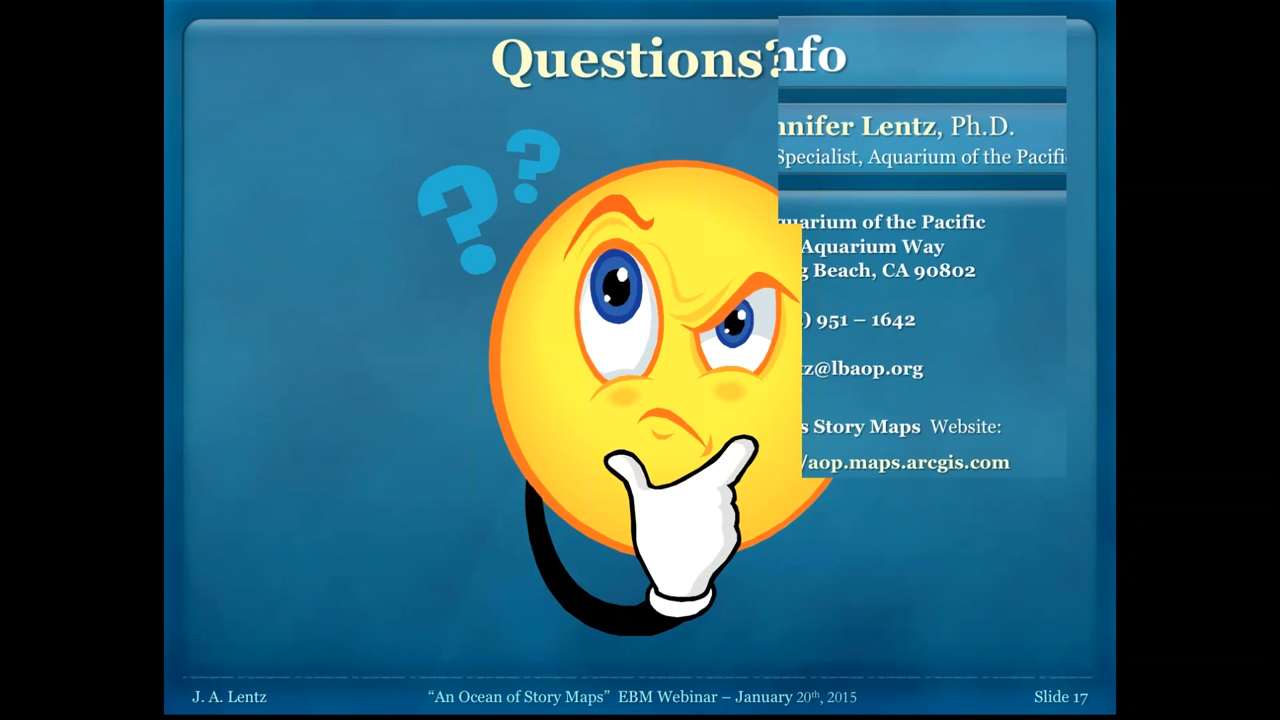 Questions?
nfo
nnifer Lentz, Ph.D.
Specialist, Aquarium of the Pacifi
quarium of the Pacific
Aquarium Way
g Beach, CA 90802
) 951 – 1642
tz@lbaop.org
s Story Maps Website:
/aop.maps.arcgis.com
? ?
J. A. Lentz
“An Ocean of Story Maps” EBM Webinar – January 20th, 2015
Slide 17